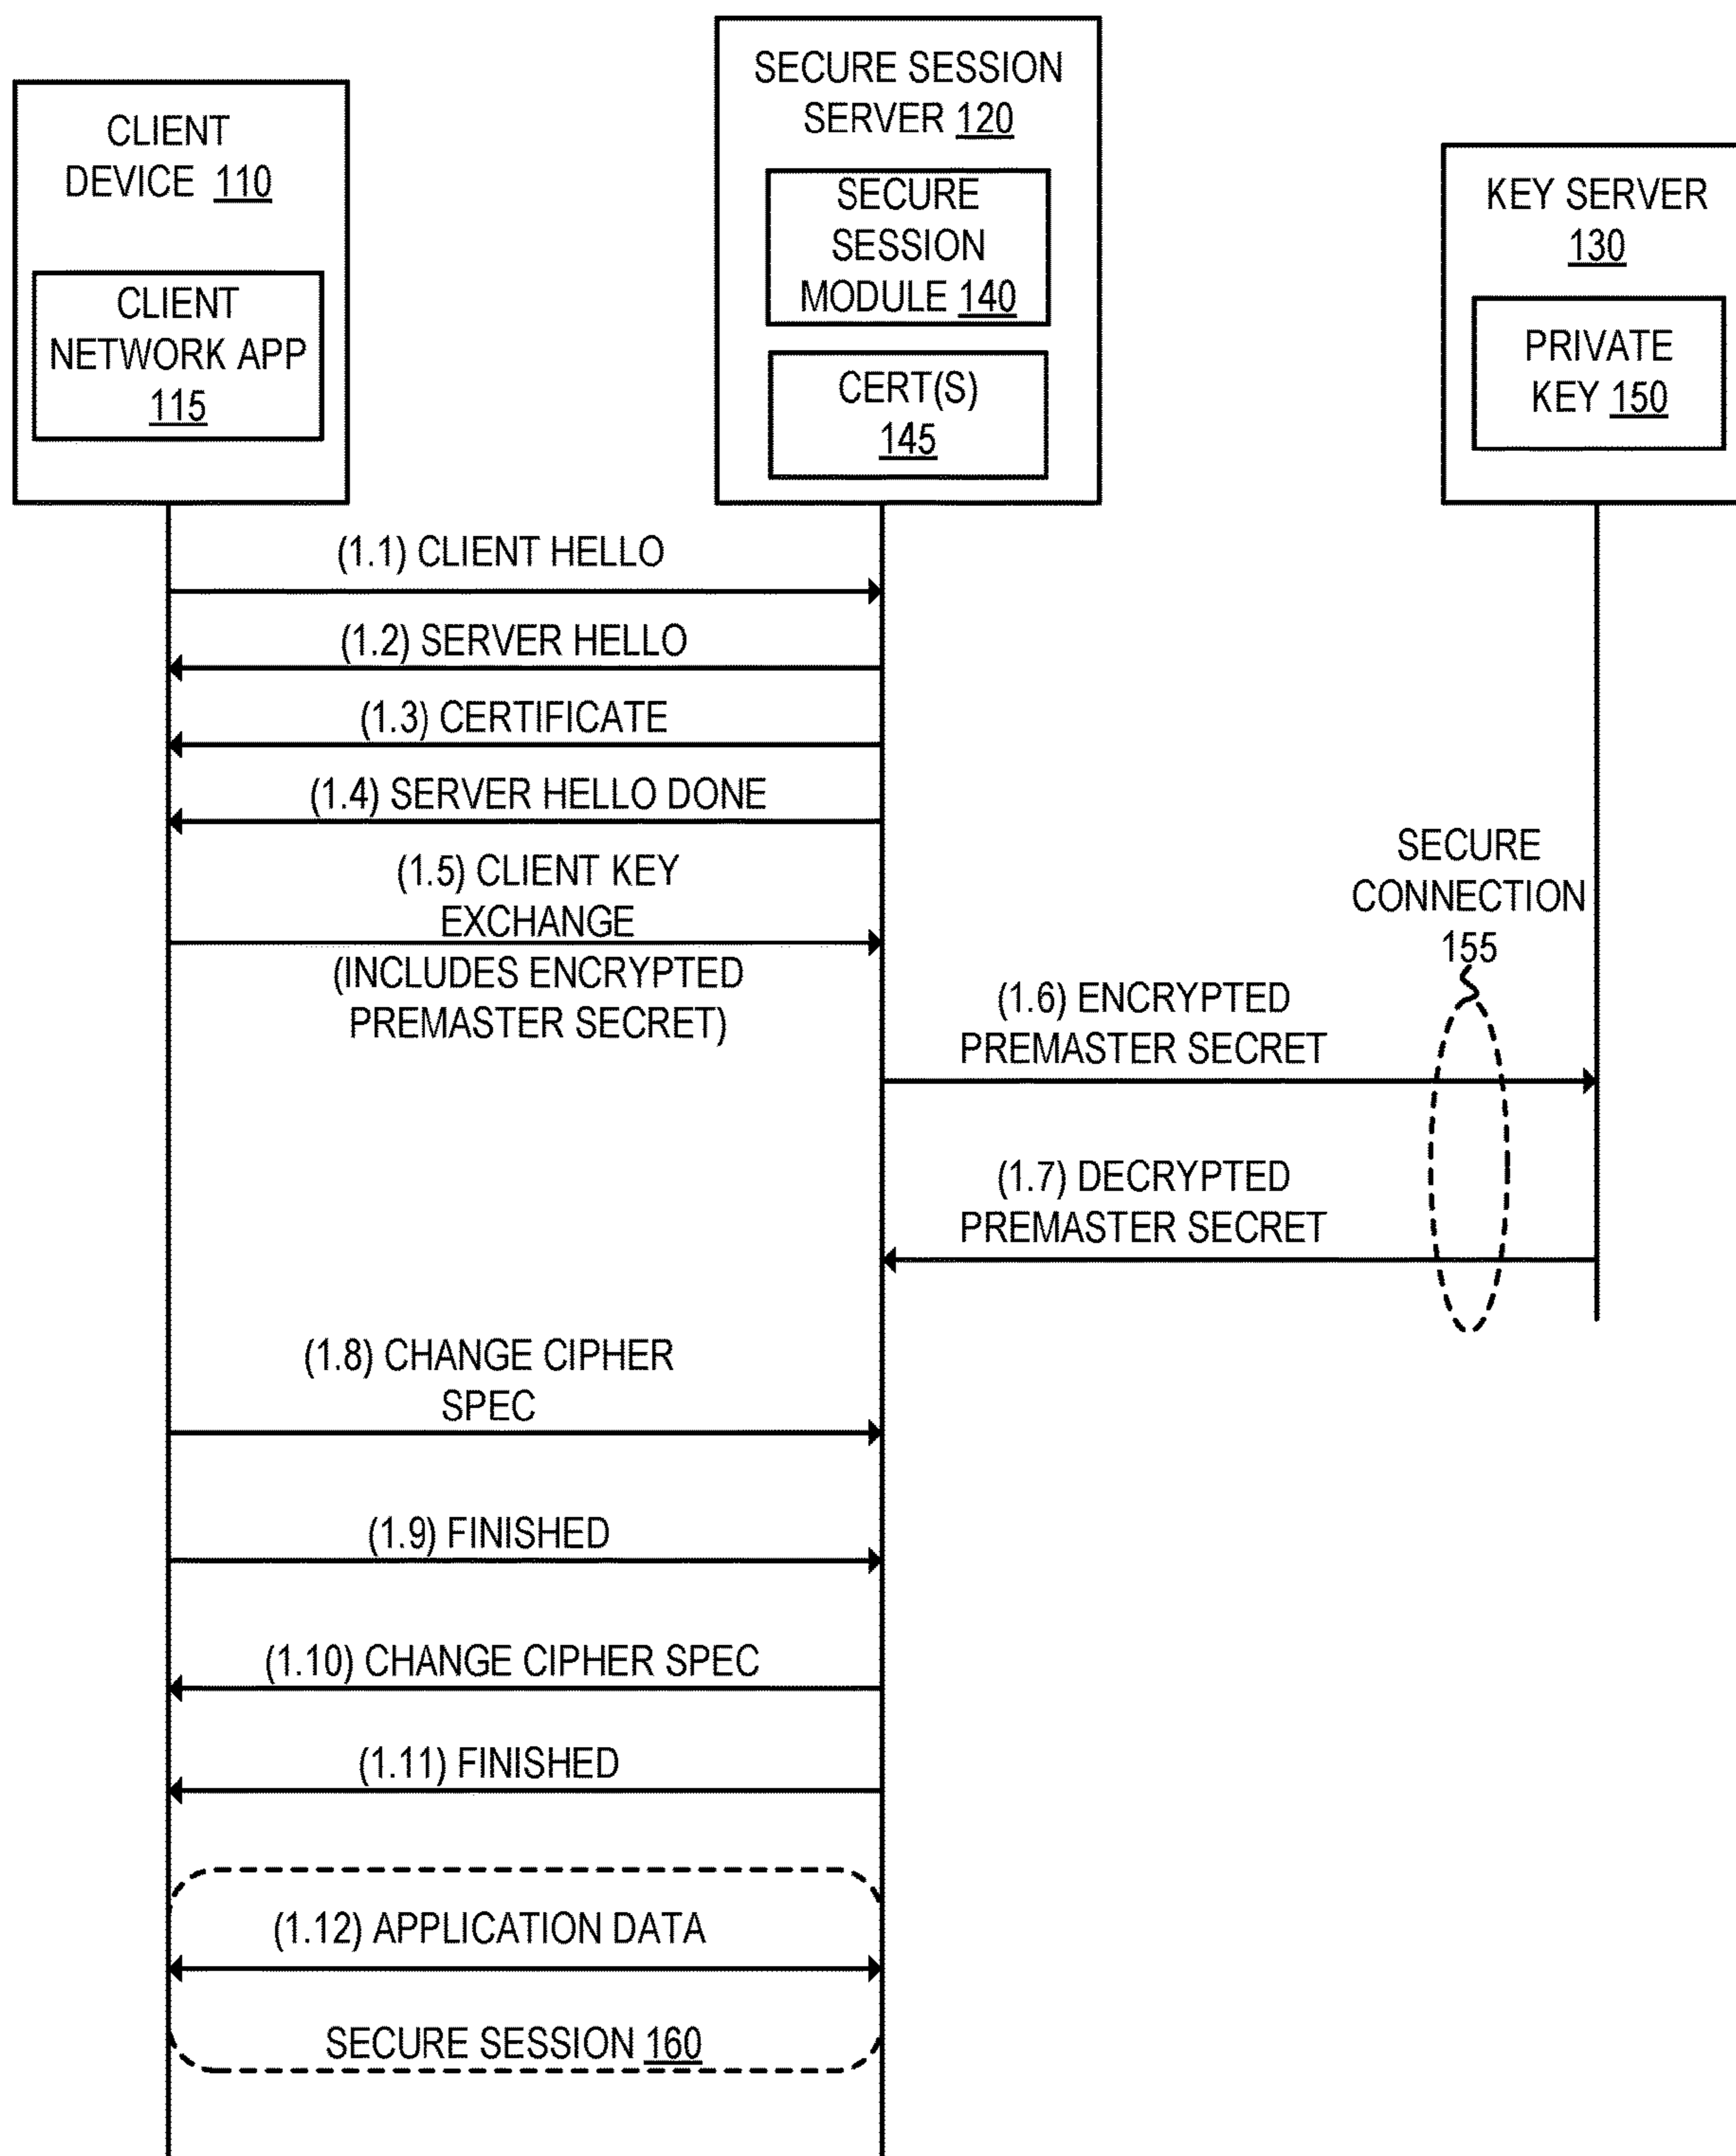 CLIENT
DEVICE 110
CLIENT
NETWORK APP
115
SECURE SESSION
SERVER 120
SECURE
SESSION
MODULE 140
CERT(S)
145
KEY SERVER
130
PRIVATE
KEY 150
(1.1) CLIENT HELLO
(1.2) SERVER HELLO
(1.3) CERTIFICATE
(1.4) SERVER HELLO DONE
(1.5) CLIENT KEY
EXCHANGE
(INCLUDES ENCRYPTED
PREMASTER SECRET)
SECURE
CONNECTION
155
(1.6) ENCRYPTED
PREMASTER SECRET
(1.7) DECRYPTED
PREMASTER SECRET
(1.8) CHANGE CIPHER
SPEC
(1.9) FINISHED
(1.10) CHANGE CIPHER SPEC
(1.11) FINISHED
(1.12) APPLICATION DATA
SECURE SESSION 160